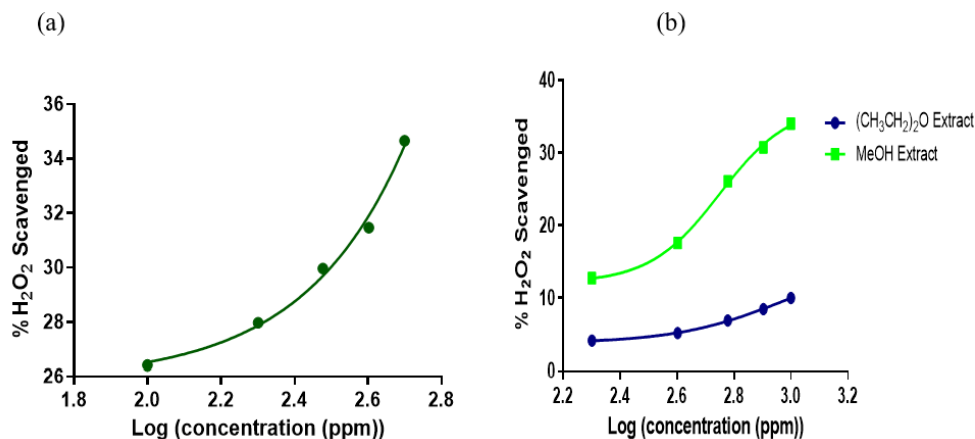 (a)
36
34
32
30
28
26
1.8
2.0
2.2
2.4
2.6
2.8
% H₂O₂ Scavenged
Log (concentration (ppm))
(b)
40
30
20
10
0
2.2
2.4
2.6
2.8
3.0
3.2
% H₂O₂ Scavenged
Log (concentration (ppm))
(CH₃CH₂)₂O Extract
MeOH Extract